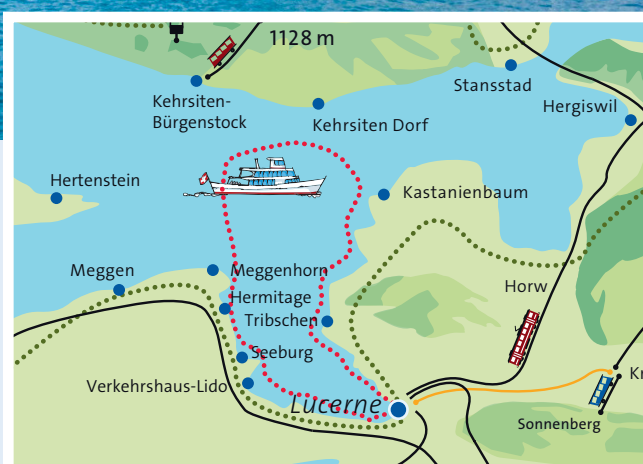 1128 m
Stansstad
Kehrsiten-
Bürgenstock
Hergiswil
Kehrsiten Dorf
Hertenstein
Kastanienbaum
Meggen
Meggenhorn
Hermitage
Horw
Tribschen
Seeburg
Verkehrshaus-Lido
Lucerne
Kr
Sonnenberg